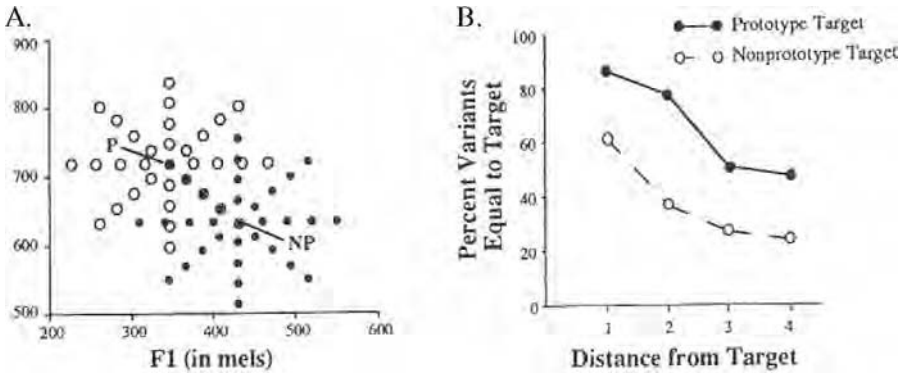 A.
900
800
P
700
600
NP
500
200 300 400 500 600
F1 (in mels)
B.
Prototype Target
Nonprototype Target
Percent Variants
Equal to Target
100
80
60
40
20
0
1 2 3 4
Distance from Target